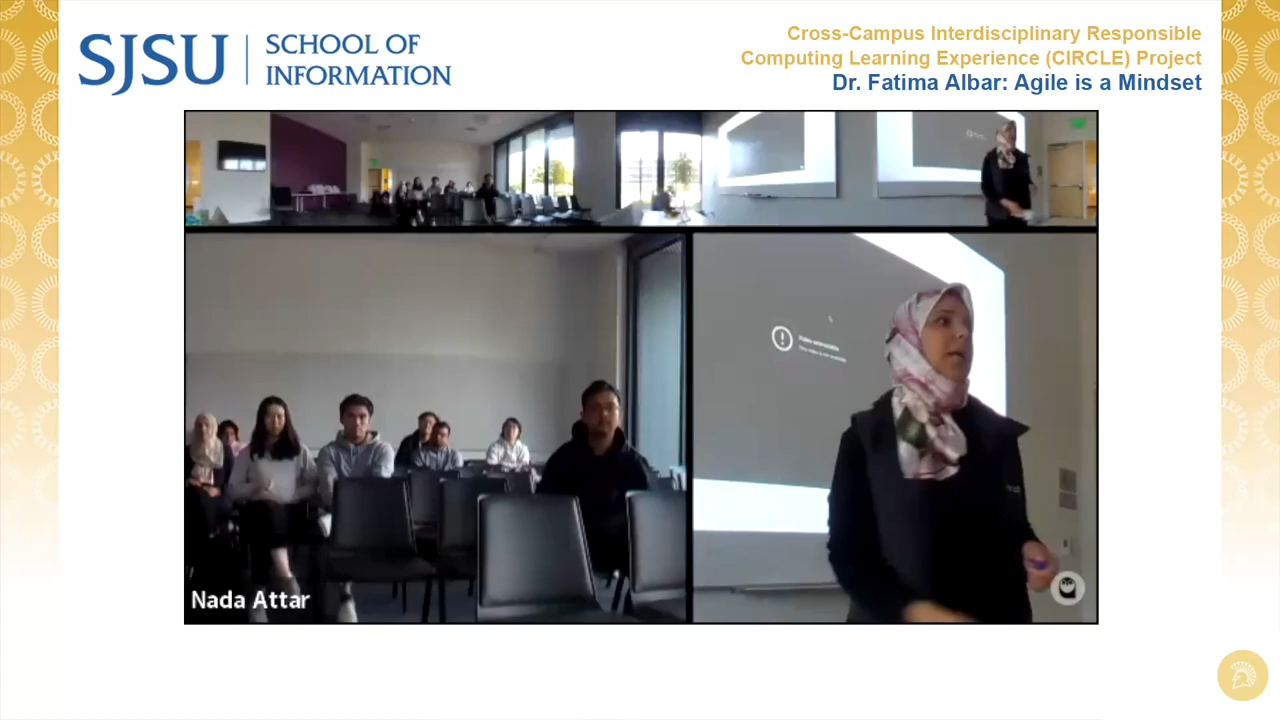 SJSU
SCHOOL OF
INFORMATION
Cross-Campus Interdisciplinary Responsible
Computing Learning Experience (CIRCLE) Project
Dr. Fatima Albar: Agile is a Mindset
Nada Attar